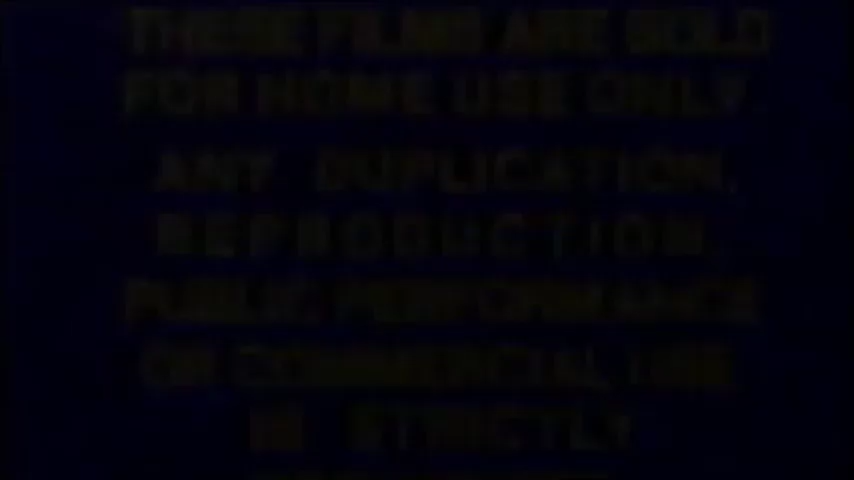 THESE FILMS ARE SOLD
FOR HOME USE ONLY.
ANY DUPLICATION,
REPRODUCTION,
PUBLIC PERFORMANCE
OR COMMERCIAL USE
IS STRICTLY